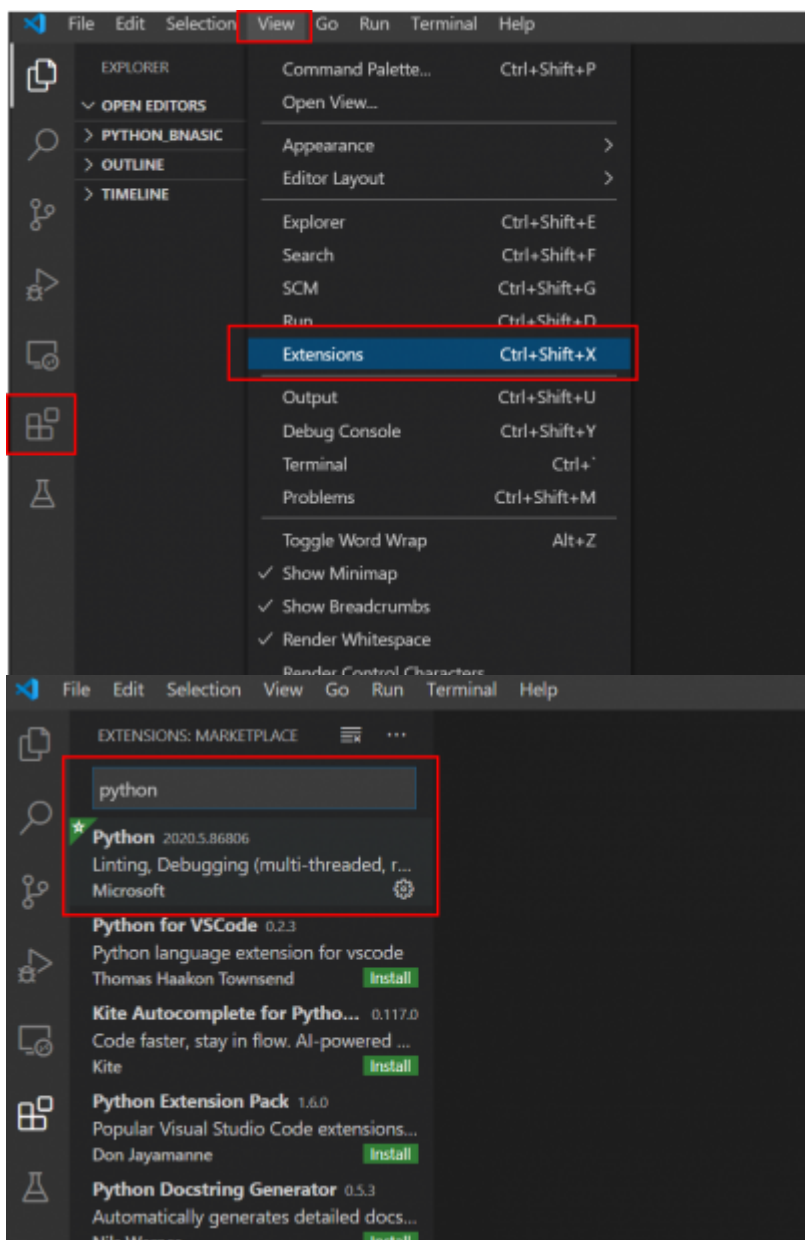 File Edit Selection View Go Run Terminal Help
EXPLORER
OPEN EDITORS
PYTHON_BNASIC
OUTLINE
TIMELINE
Command Palette... Ctrl+Shift+P
Open View...
Appearance
Editor Layout
Explorer Ctrl+Shift+E
Search Ctrl+Shift+F
SCM Ctrl+Shift+G
Run Ctrl+Shift+D
Extensions Ctrl+Shift+X
Output Ctrl+Shift+U
Debug Console Ctrl+Shift+Y
Terminal Ctrl+`
Problems Ctrl+Shift+M
Toggle Word Wrap Alt+Z
Show Minimap
Show Breadcrumbs
Render Whitespace
Render Control Characters
File Edit Selection View Go Run Terminal Help
EXTENSIONS: MARKETPLACE ...
python
Python 2020.5.86806
Linting, Debugging (multi-threaded, r...
Microsoft
Python for VSCode 0.2.3
Python language extension for vscode
Thomas Haakon Townsend Install
Kite Autocomplete for Pytho... 0.117.0
Code faster, stay in flow. AI-powered ...
Kite Install
Python Extension Pack 1.6.0
Popular Visual Studio Code extensions...
Don Jayamanne Install
Python Docstring Generator 0.5.3
Automatically generates detailed docs...
Nils Werner Install